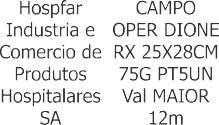 Hospfar
Industria e
Comercio de
Produtos
Hospitalares
SA
CAMPO
OPER DIONE
RX 25X28CM
75G PT5UN
Val MAIOR
12m